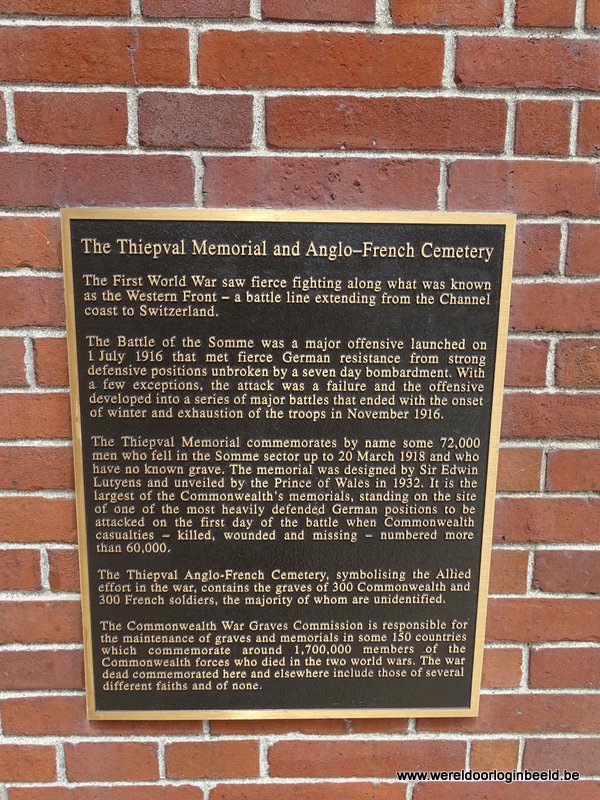 The Thiepval Memorial and Anglo–French Cemetery
The First World War saw fierce fighting along what was known
as the Western Front – a battle line extending from the Channel
coast to Switzerland.
The Battle of the Somme was a major offensive launched on
1 July 1916 that met fierce German resistance from strong
defensive positions unbroken by a seven day bombardment. With
a few exceptions, the attack was a failure and the offensive
developed into a series of major battles that ended with the onset
of winter and exhaustion of the troops in November 1916.
The Thiepval Memorial commemorates by name some 72,000
men who fell in the Somme sector up to 20 March 1918 and who
have no known grave. The memorial was designed by Sir Edwin
Lutyens and unveiled by the Prince of Wales in 1932. It is the
largest of the Commonwealth's memorials, standing on the site
of one of the most heavily defended German positions to be
attacked on the first day of the battle when Commonwealth
casualties – killed, wounded and missing – numbered more
than 60,000.
The Thiepval Anglo-French Cemetery, symbolising the Allied
effort in the war, contains the graves of 300 Commonwealth and
300 French soldiers, the majority of whom are unidentified.
The Commonwealth War Graves Commission is responsible for
the maintenance of graves and memorials in some 150 countries
which commemorate around 1,700,000 members of the
Commonwealth forces who died in the two world wars. The war
dead commemorated here and elsewhere include those of several
different faiths and of none.
www.wereldoorloginbeeld.be